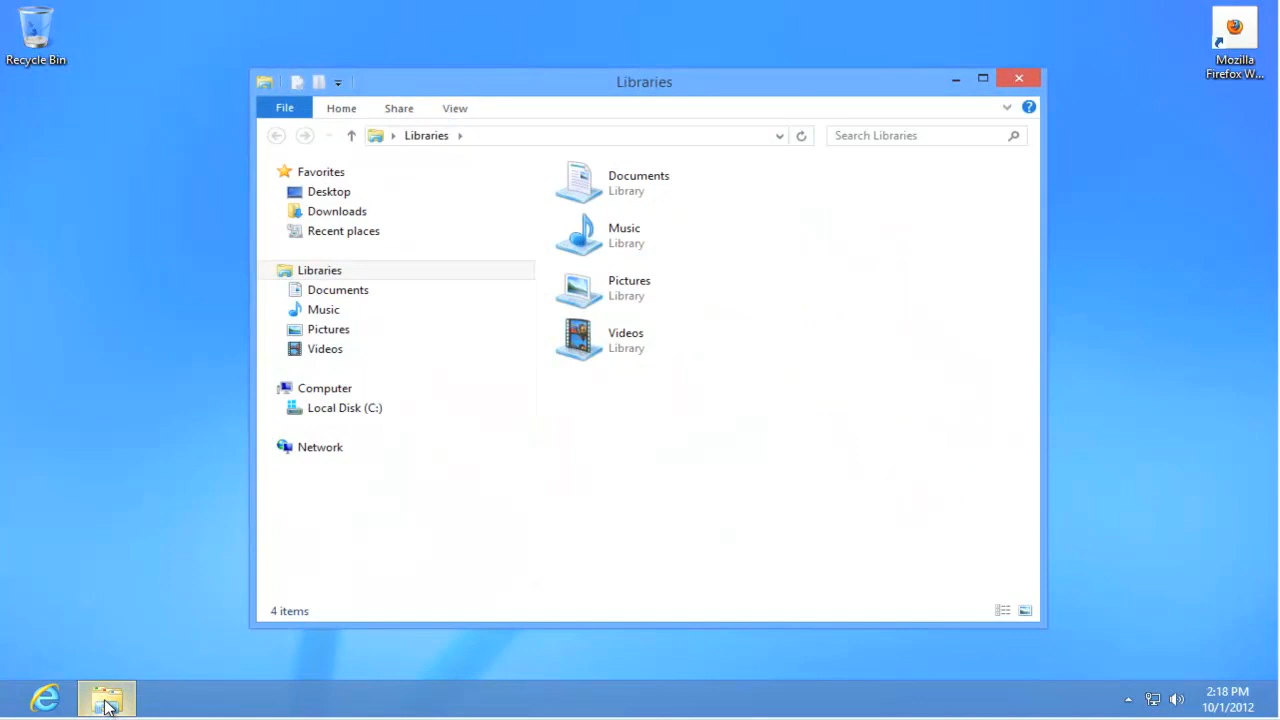 Recycle Bin
Mozilla
Firefox W...
Libraries
File Home Share View
Libraries
Search Libraries
Favorites
Desktop
Downloads
Recent places
Libraries
Documents
Music
Pictures
Videos
Computer
Local Disk (C:)
Network
Documents
Library
Music
Library
Pictures
Library
Videos
Library
4 items
2:18 PM
10/1/2012